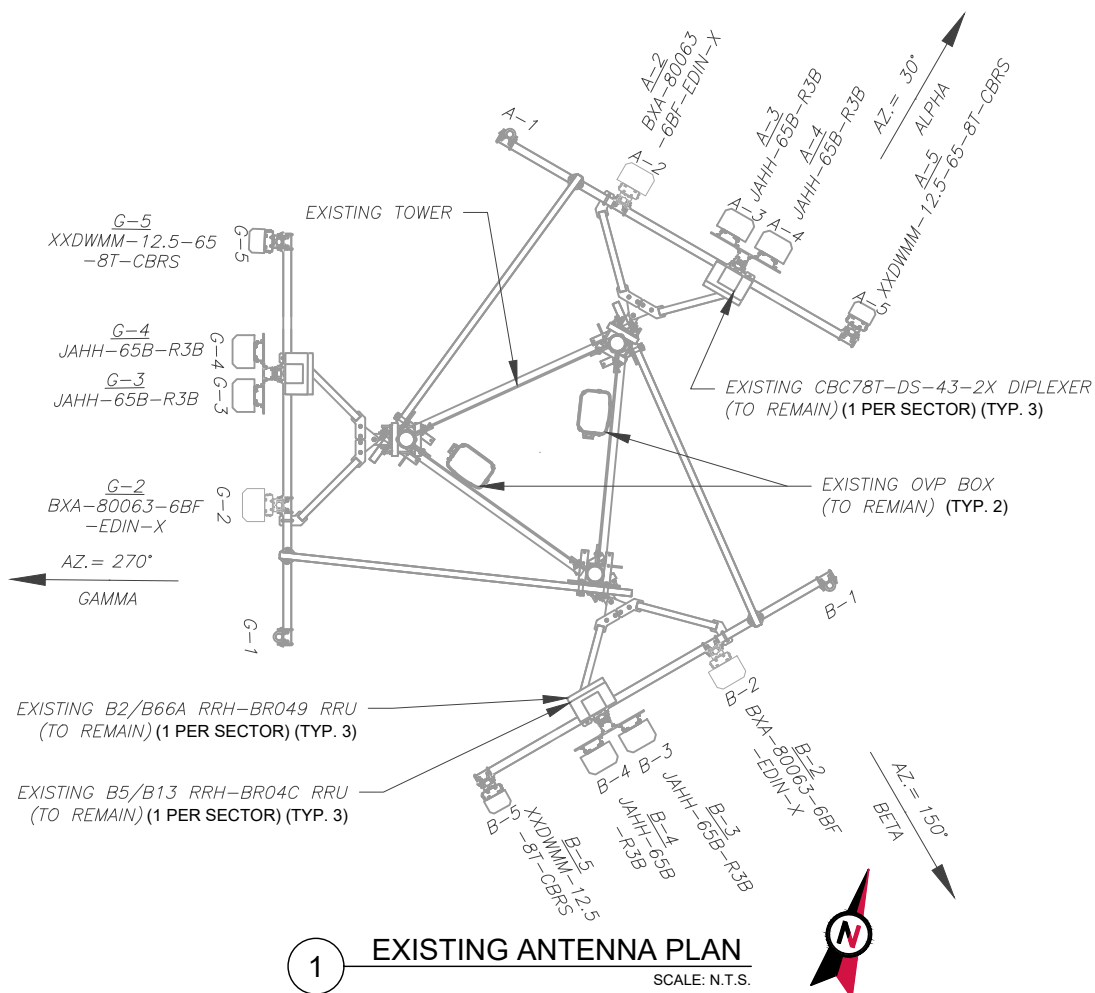 A-1
A-2
BXA-80063
-6BF-EDIN-X
A-2
A-3
JAHH-65B-R3B
A-3
A-4
JAHH-65B-R3B
A-4
AZ.= 30°
ALPHA
A-5
XXDWMM-12.5-65-8T-CBRS
A-5
EXISTING TOWER
G-5
XXDWMM-12.5-65
-8T-CBRS
G-5
G-4
JAHH-65B-R3B
G-4
G-3
JAHH-65B-R3B
G-3
G-2
BXA-80063-6BF
-EDIN-X
G-2
AZ.= 270°
GAMMA
G-1
EXISTING CBC78T-DS-43-2X DIPLEXER
(TO REMAIN) (1 PER SECTOR) (TYP. 3)
EXISTING OVP BOX
(TO REMIAN) (TYP. 2)
B-1
B-2
B-2
BXA-80063-6BF
-EDIN-X
B-3
B-3
JAHH-65B-R3B
B-4
B-4
JAHH-65B
-R3B
B-5
B-5
XXDWMM-12.5
-8T-CBRS
AZ.= 150°
BETA
EXISTING B2/B66A RRH-BR049 RRU
(TO REMAIN) (1 PER SECTOR) (TYP. 3)
EXISTING B5/B13 RRH-BR04C RRU
(TO REMAIN) (1 PER SECTOR) (TYP. 3)
1
EXISTING ANTENNA PLAN
SCALE: N.T.S.
N